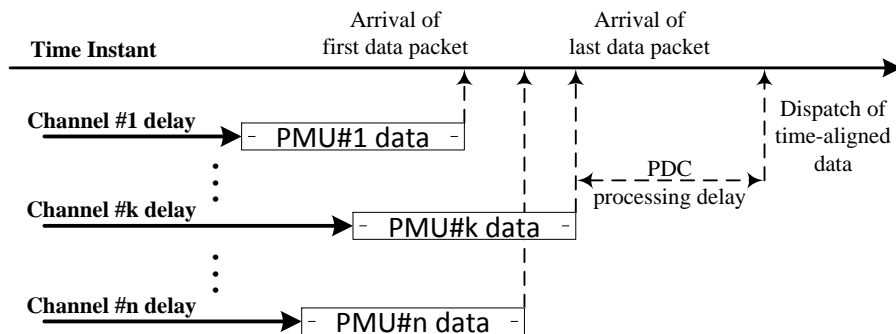 Arrival of
first data packet
Arrival of
last data packet
Time Instant
Dispatch of
time-aligned
data
Channel #1 delay
- PMU#1 data -
PDC
processing delay
Channel #k delay
- PMU#k data -
Channel #n delay
- PMU#n data -